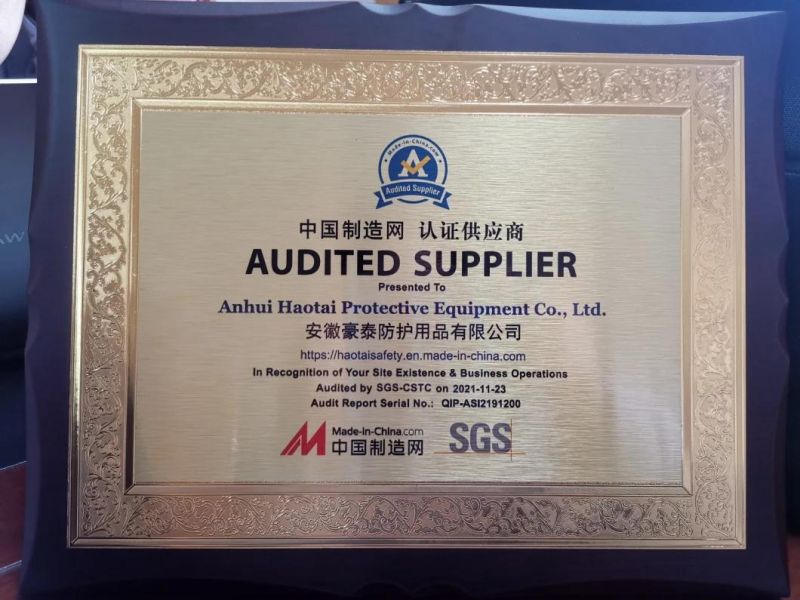 Made-in-China.com
A
Audited Supplier
中国制造网 认证供应商
AUDITED SUPPLIER
Presented To
Anhui Haotai Protective Equipment Co., Ltd.
安徽豪泰防护用品有限公司
https://haotaisafety.en.made-in-china.com
In Recognition of Your Site Existence & Business Operations
Audited by SGS-CSTC on 2021-11-23
Audit Report Serial No.: QIP-ASI2191200
Made-in-China.com
中国制造网
SGS